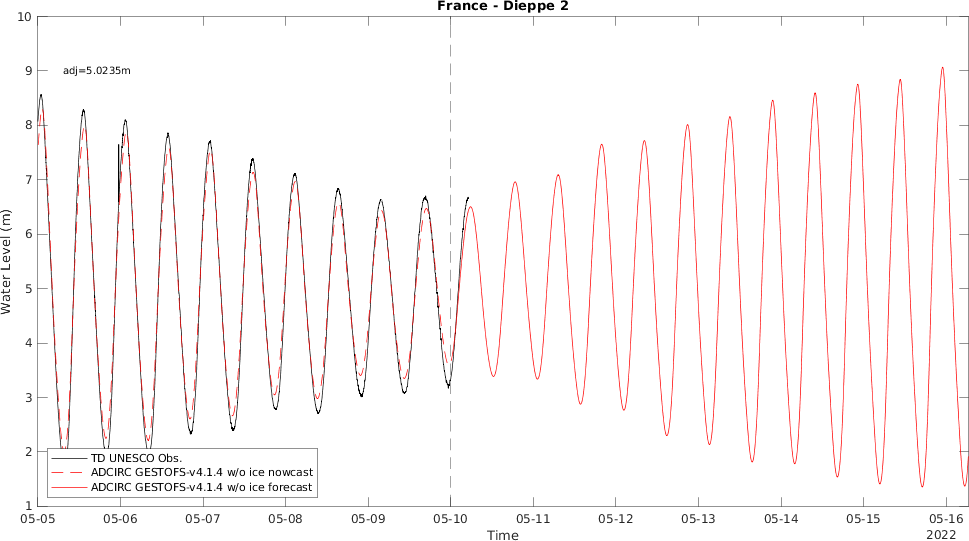 France - Dieppe 2
adj=5.0235m
10
9
8
7
6
5
4
3
2
1
Water Level (m)
TD UNESCO Obs.
ADCIRC GESTOFS-v4.1.4 w/o ice nowcast
ADCIRC GESTOFS-v4.1.4 w/o ice forecast
05-05 05-06 05-07 05-08 05-09 05-10 05-11 05-12 05-13 05-14 05-15 05-16
Time
2022